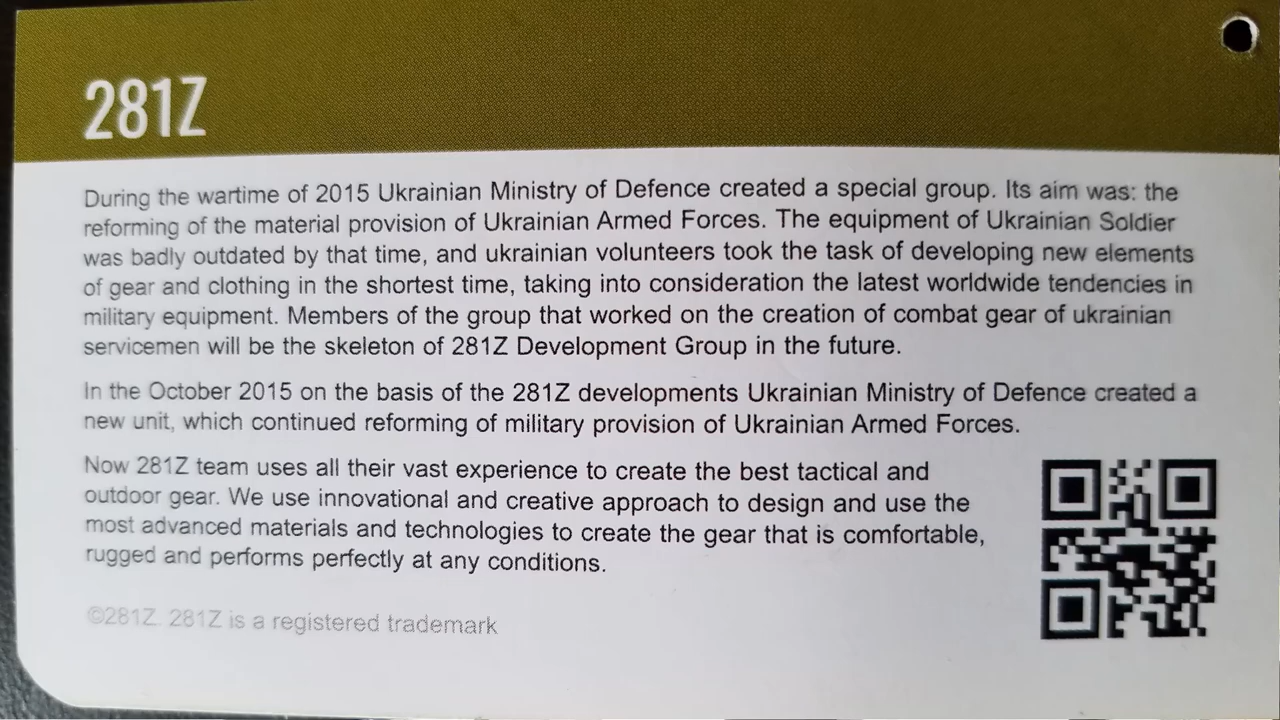 281Z
During the wartime of 2015 Ukrainian Ministry of Defence created a special group. Its aim was: the
reforming of the material provision of Ukrainian Armed Forces. The equipment of Ukrainian Soldier
was badly outdated by that time, and ukrainian volunteers took the task of developing new elements
of gear and clothing in the shortest time, taking into consideration the latest worldwide tendencies in
military equipment. Members of the group that worked on the creation of combat gear of ukrainian
servicemen will be the skeleton of 281Z Development Group in the future.
In the October 2015 on the basis of the 281Z developments Ukrainian Ministry of Defence created a
new unit, which continued reforming of military provision of Ukrainian Armed Forces.
Now 281Z team uses all their vast experience to create the best tactical and
outdoor gear. We use innovational and creative approach to design and use the
most advanced materials and technologies to create the gear that is comfortable,
rugged and performs perfectly at any conditions.
©281Z. 281Z is a registered trademark